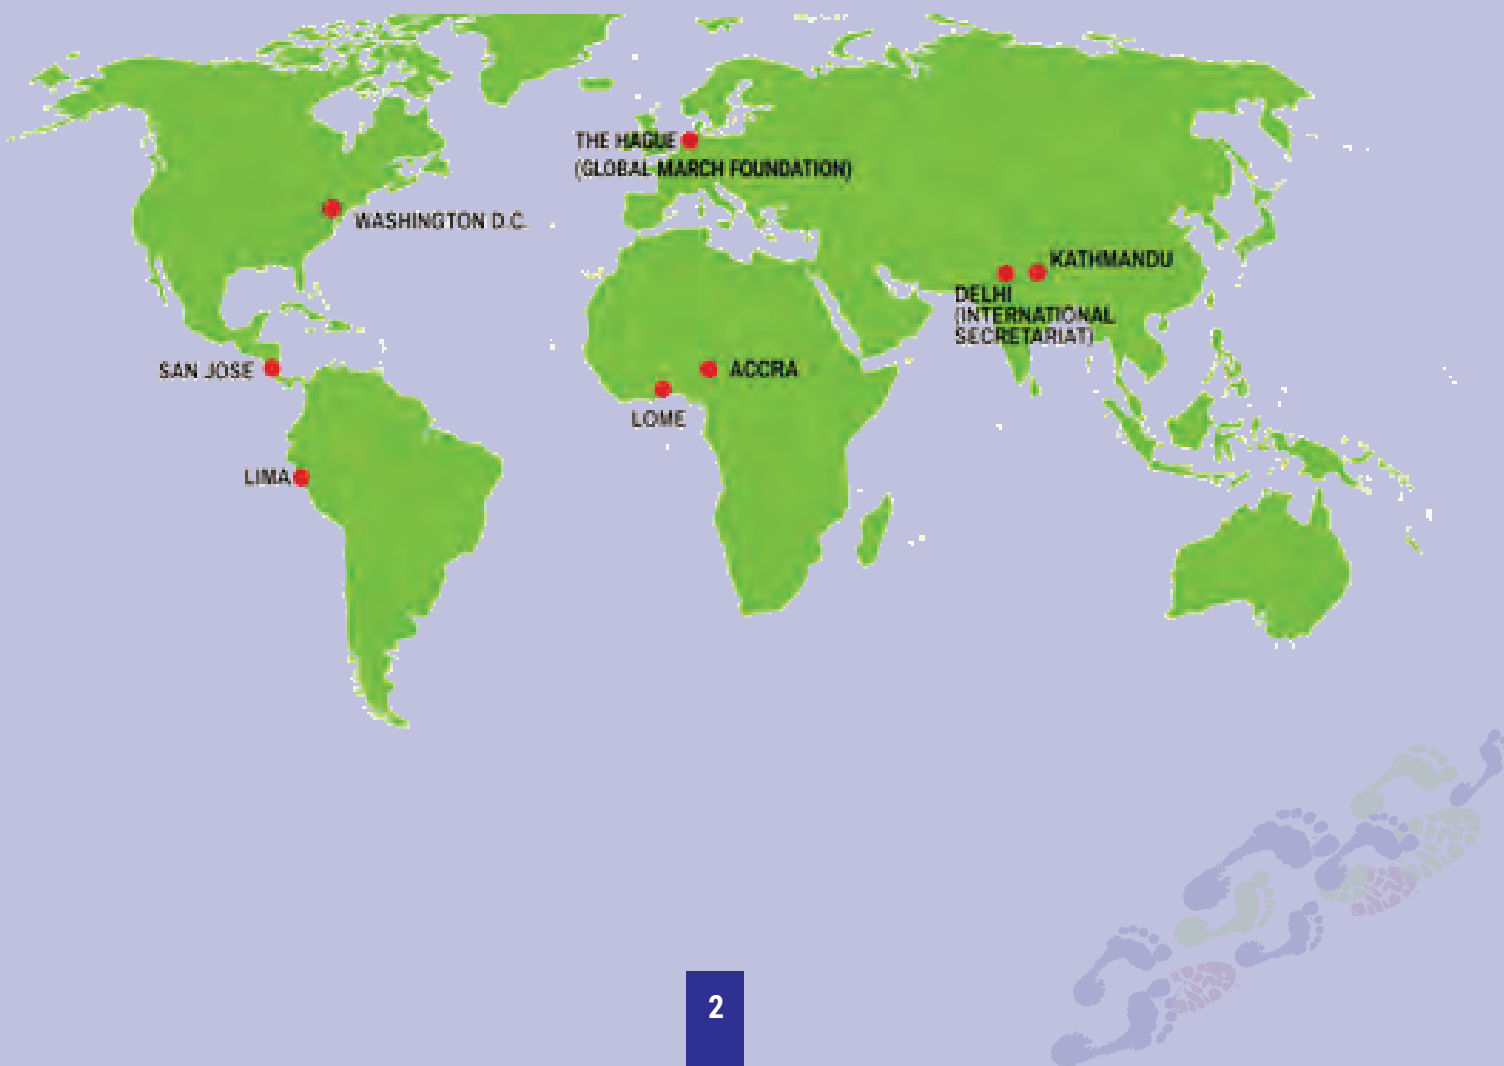 THE HAGUE
(GLOBAL MARCH FOUNDATION)
WASHINGTON D.C.
KATHMANDU
DELHI
(INTERNATIONAL
SECRETARIAT)
SAN JOSE
ACCRA
LOME
LIMA
2